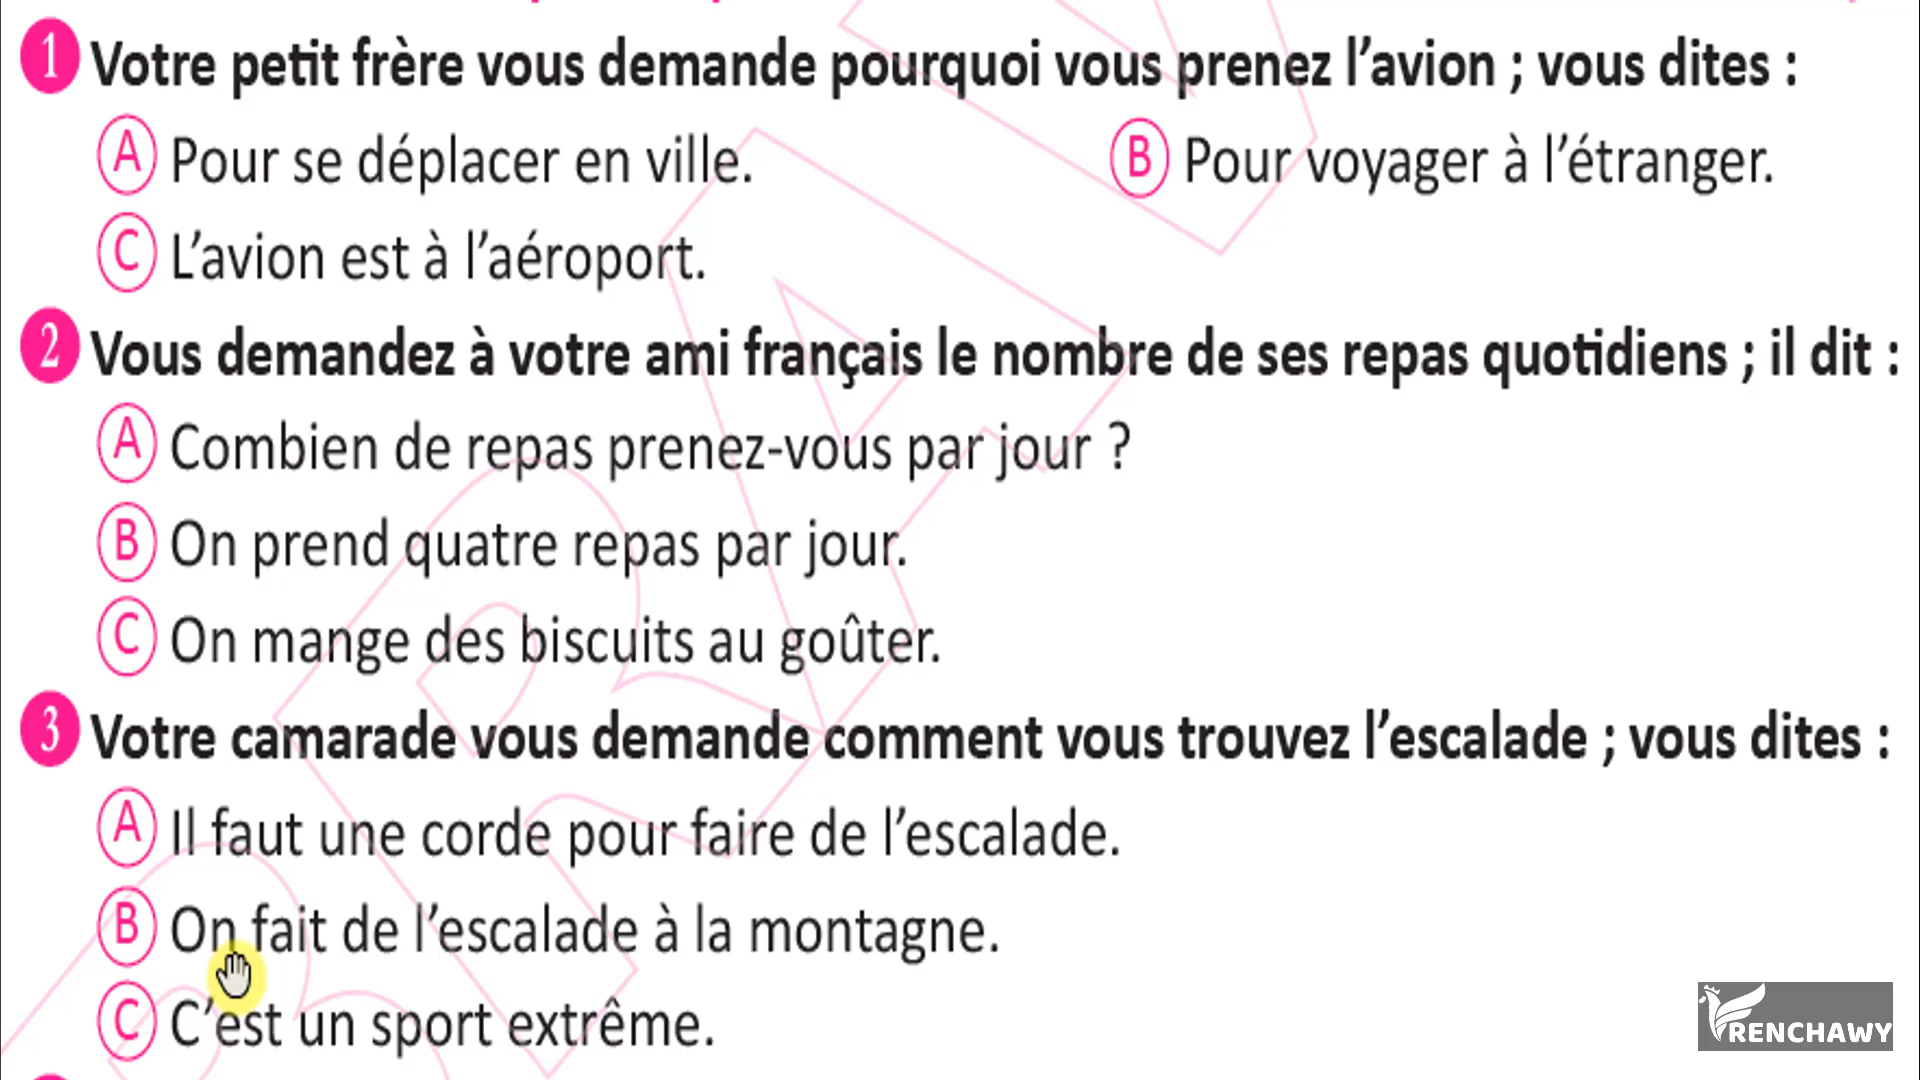 1 Votre petit frère vous demande pourquoi vous prenez l’avion ; vous dites :
A Pour se déplacer en ville. B Pour voyager à l’étranger.
C L’avion est à l’aéroport.
2 Vous demandez à votre ami français le nombre de ses repas quotidiens ; il dit :
A Combien de repas prenez-vous par jour ?
B On prend quatre repas par jour.
C On mange des biscuits au goûter.
3 Votre camarade vous demande comment vous trouvez l’escalade ; vous dites :
A Il faut une corde pour faire de l’escalade.
B On fait de l’escalade à la montagne.
C C’est un sport extrême.
FRENCHAWY